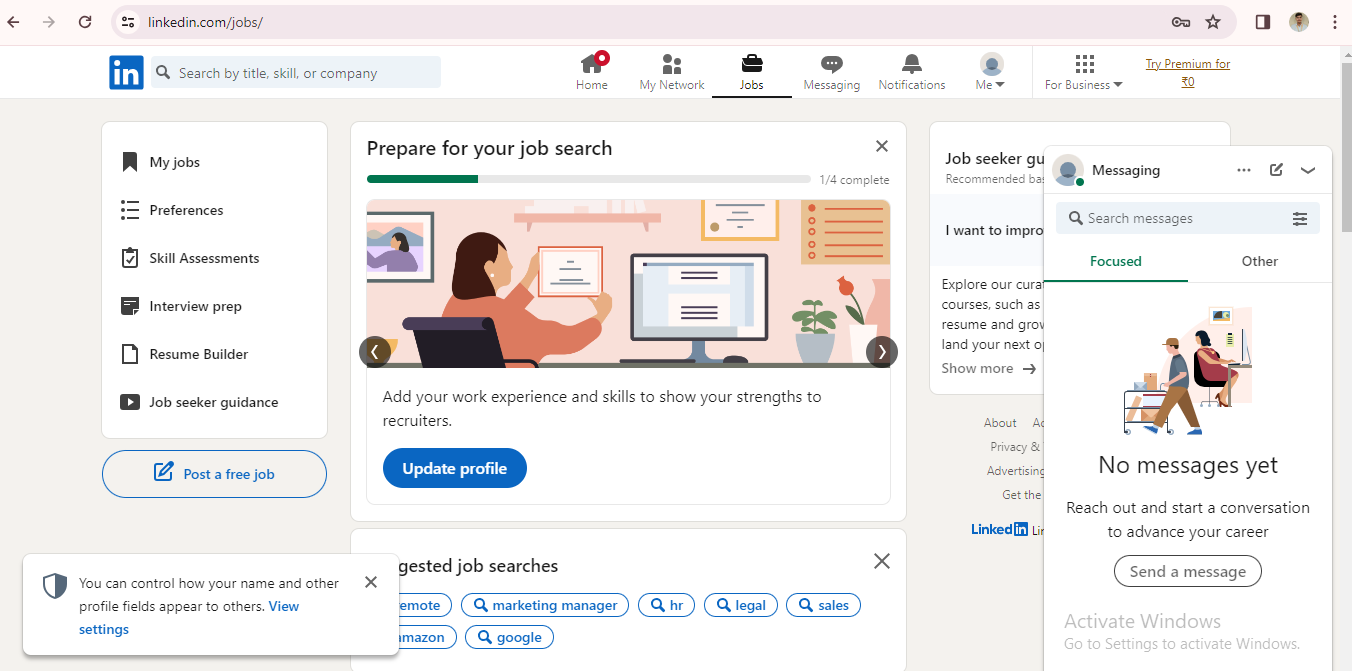 linkedin.com/jobs/
in
Search by title, skill, or company
Home
My Network
Jobs
Messaging
Notifications
Me
For Business
Try Premium for
₹0
My jobs
Preferences
Skill Assessments
Interview prep
Resume Builder
Job seeker guidance
Post a free job
Prepare for your job search
1/4 complete
Add your work experience and skills to show your strengths to
recruiters.
Update profile
gested job searches
emote
marketing manager
hr
legal
sales
mazon
google
You can control how your name and other
profile fields appear to others. View
settings
Job seeker gu
Recommended bas
I want to impro
Explore our cura
courses, such as
resume and grow
land your next op
Show more
About
Privacy &
Advertising
Get the
LinkedIn
Messaging
Search messages
Focused
Other
No messages yet
Reach out and start a conversation
to advance your career
Send a message
Activate Windows
Go to Settings to activate Windows.